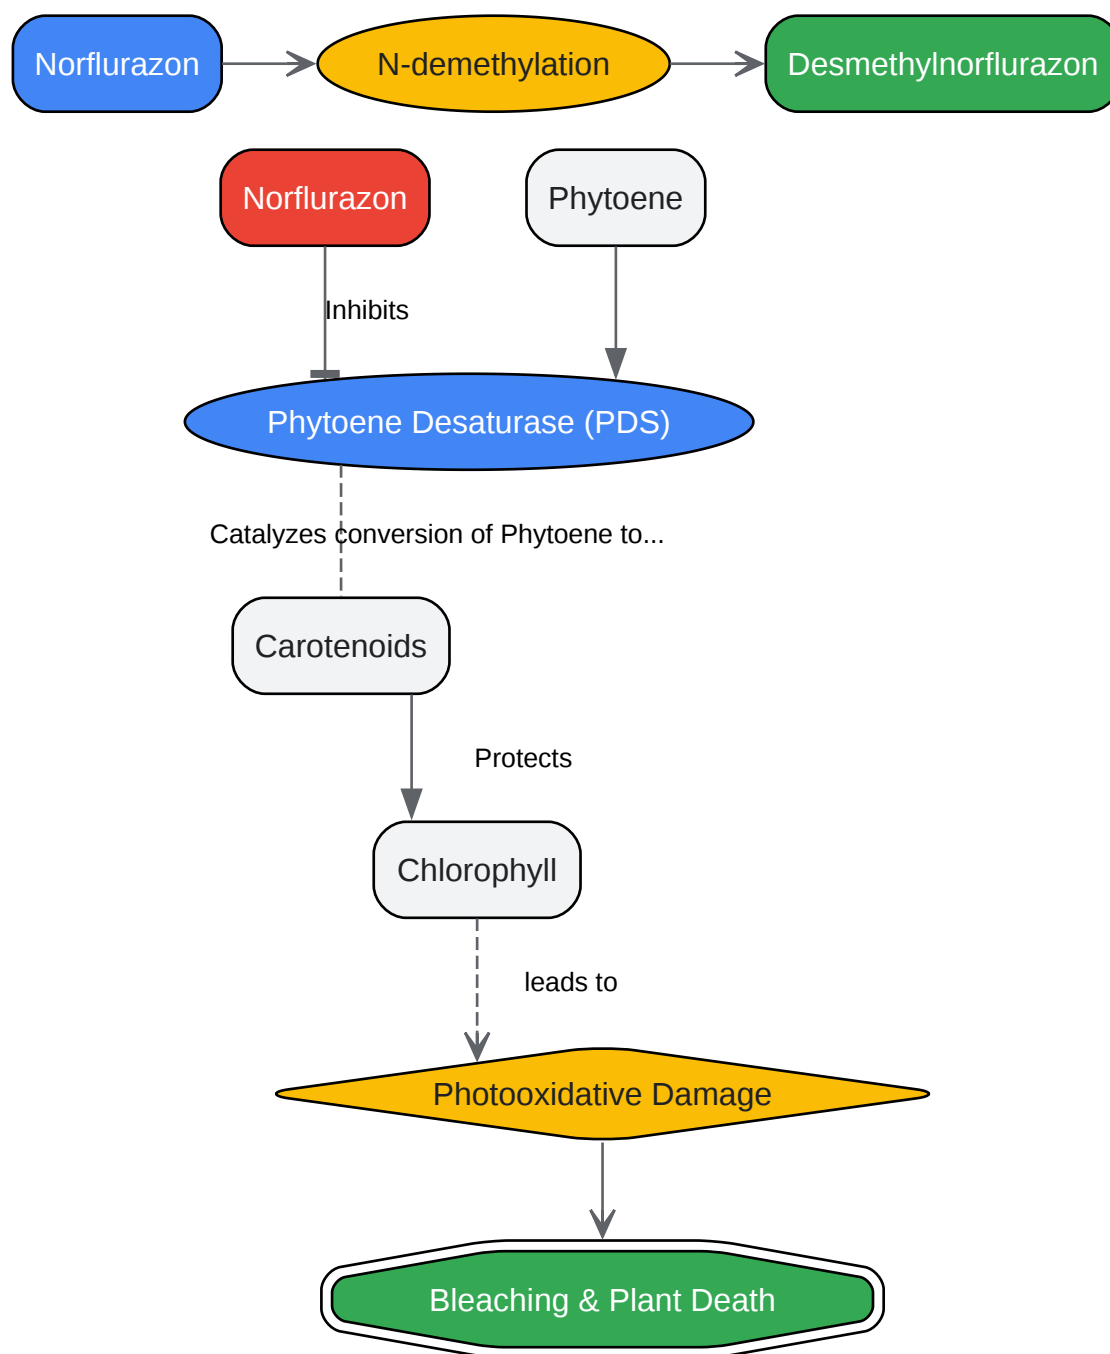 Norflurazon
N-demethylation
Desmethylnorflurazon
Norflurazon
Phytoene
Inhibits
Phytoene Desaturase (PDS)
Catalyzes conversion of Phytoene to...
Carotenoids
Protects
Chlorophyll
leads to
Photooxidative Damage
Bleaching & Plant Death